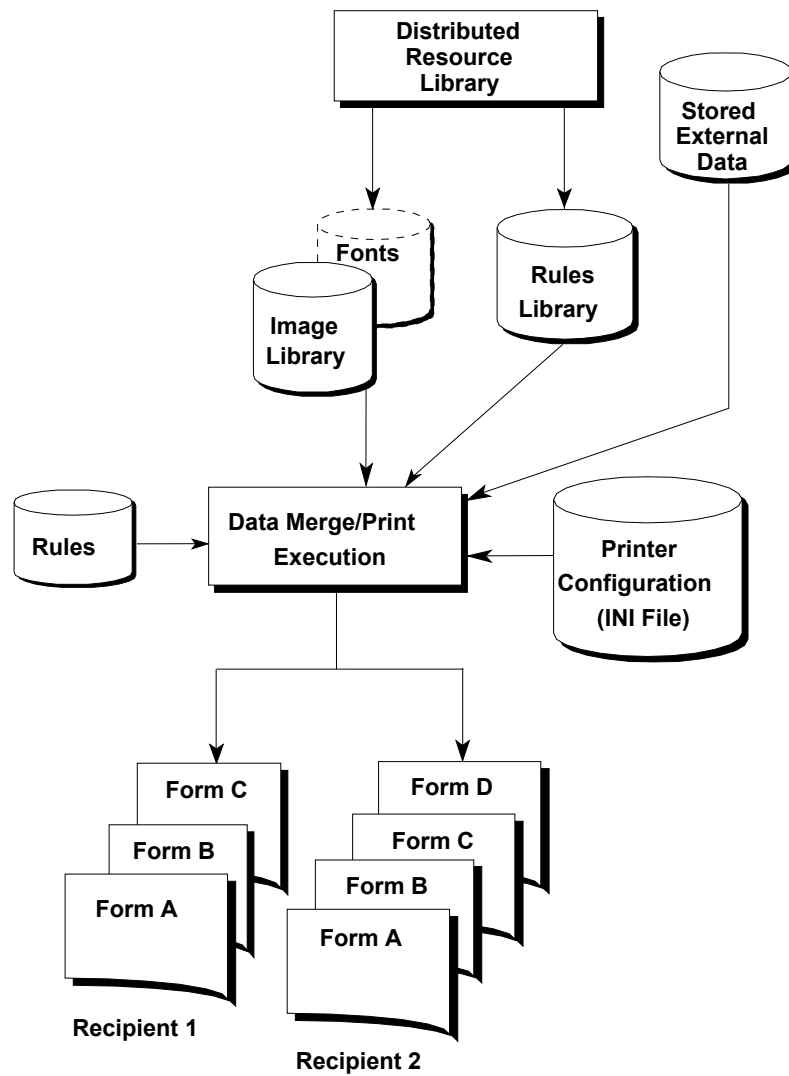 Distributed
Resource
Library
Stored
External
Data
Fonts
Image
Library
Rules
Library
Rules
Data Merge/Print
Execution
Printer
Configuration
(INI File)
Form C
Form B
Form A
Recipient 1
Form D
Form C
Form B
Form A
Recipient 2